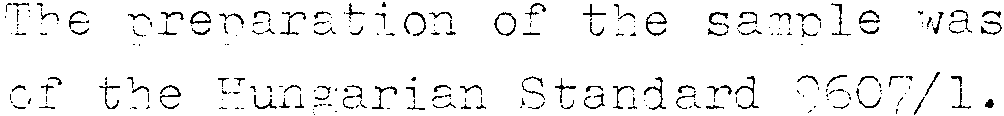 The preparation of the sample was
of the Hungarian Standard 9607/1.